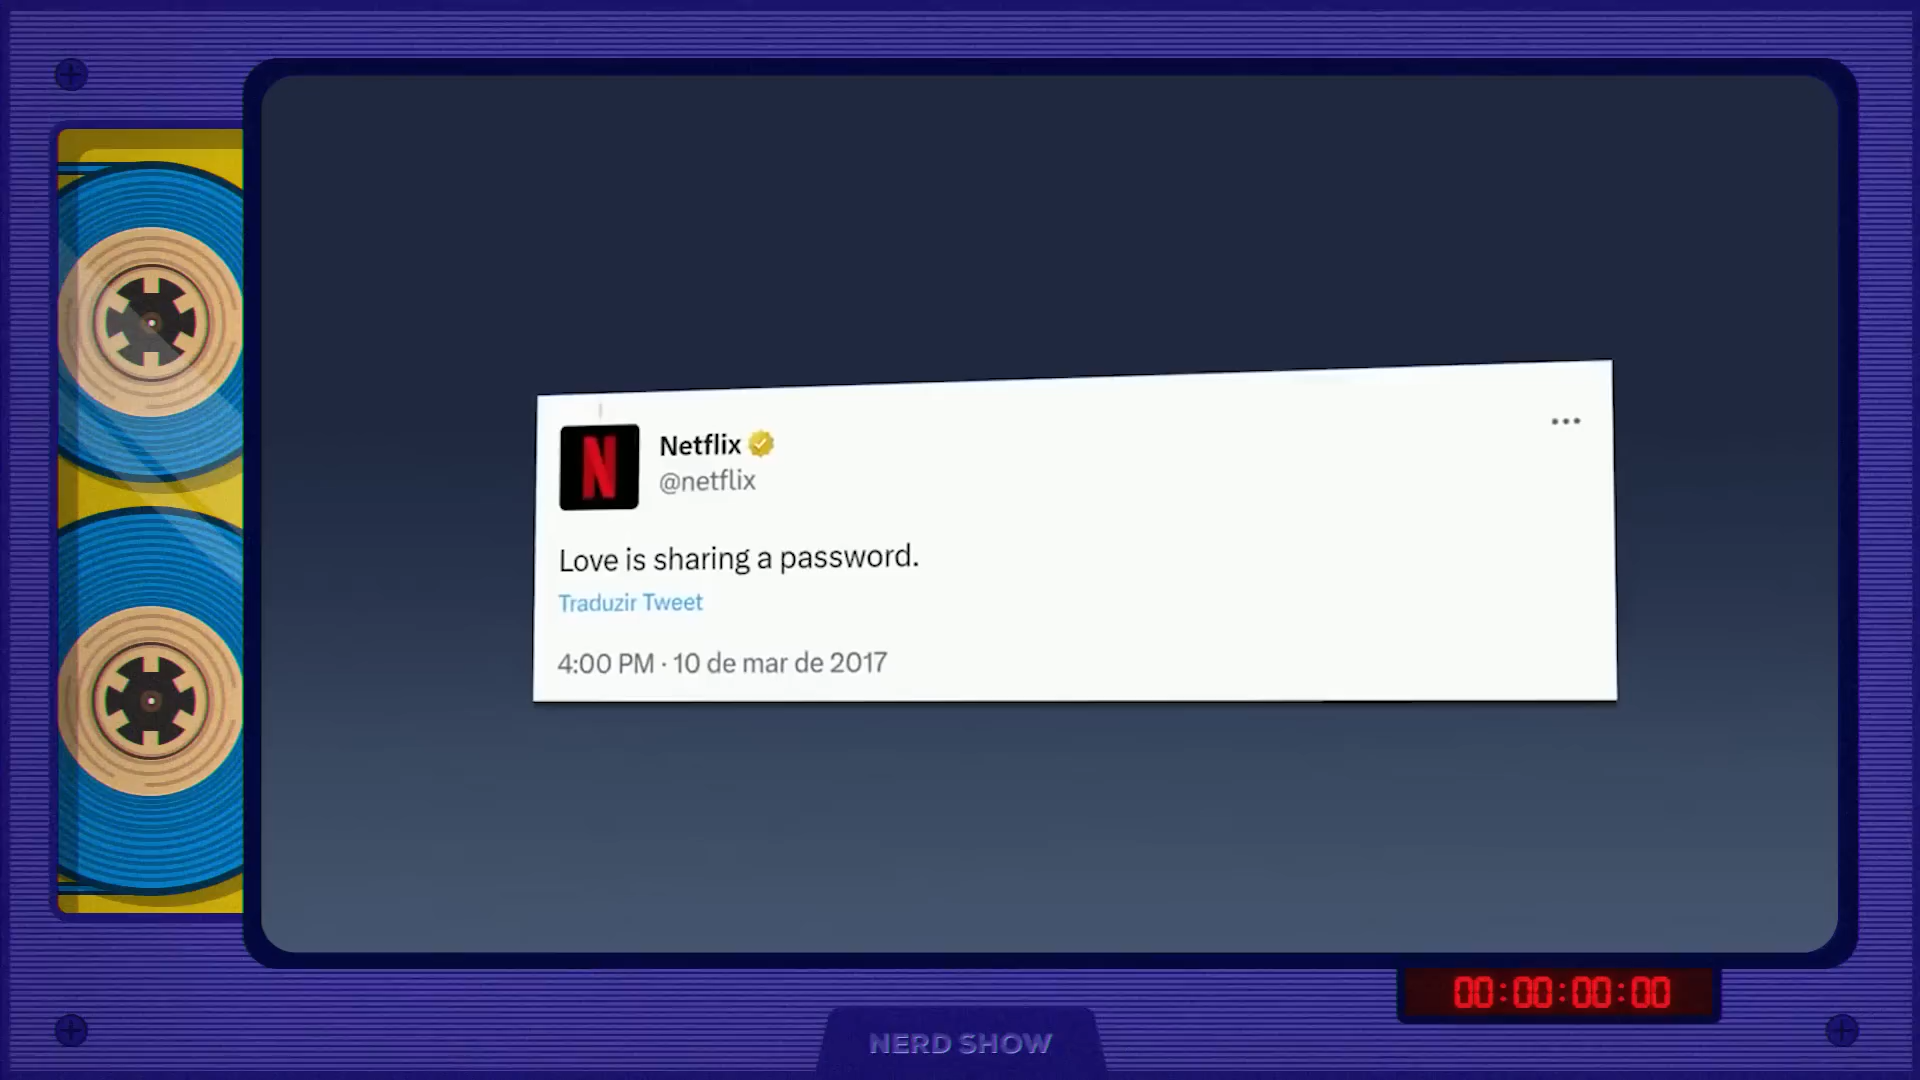 Netflix
@netflix
Love is sharing a password.
Traduzir Tweet
4:00 PM · 10 de mar de 2017
00:00:00:00
NERD SHOW